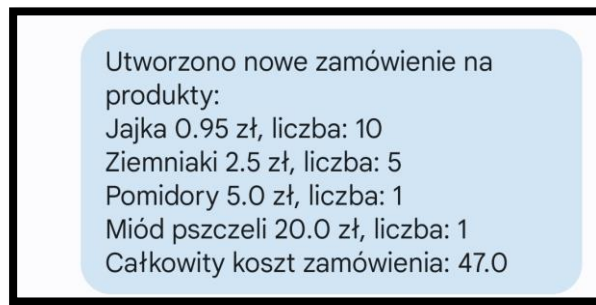 Utworzono nowe zamówienie na
produkty:
Jajka 0.95 zł, liczba: 10
Ziemniaki 2.5 zł, liczba: 5
Pomidory 5.0 zł, liczba: 1
Miód pszczeli 20.0 zł, liczba: 1
Całkowity koszt zamówienia: 47.0